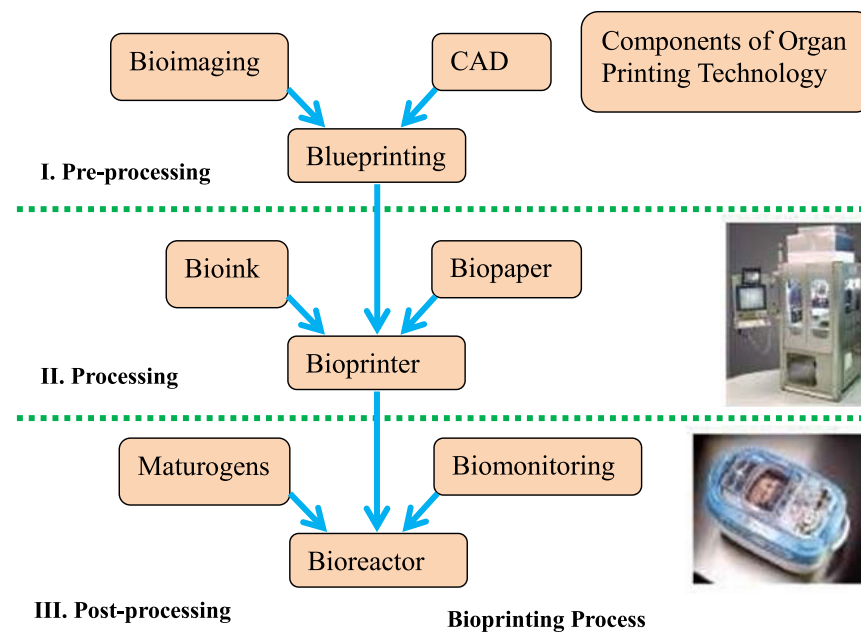 Bioimaging
CAD
Components of Organ
Printing Technology
Blueprinting
I. Pre-processing
Bioink
Biopaper
Bioprinter
II. Processing
Maturogens
Biomonitoring
Bioreactor
III. Post-processing
Bioprinting Process